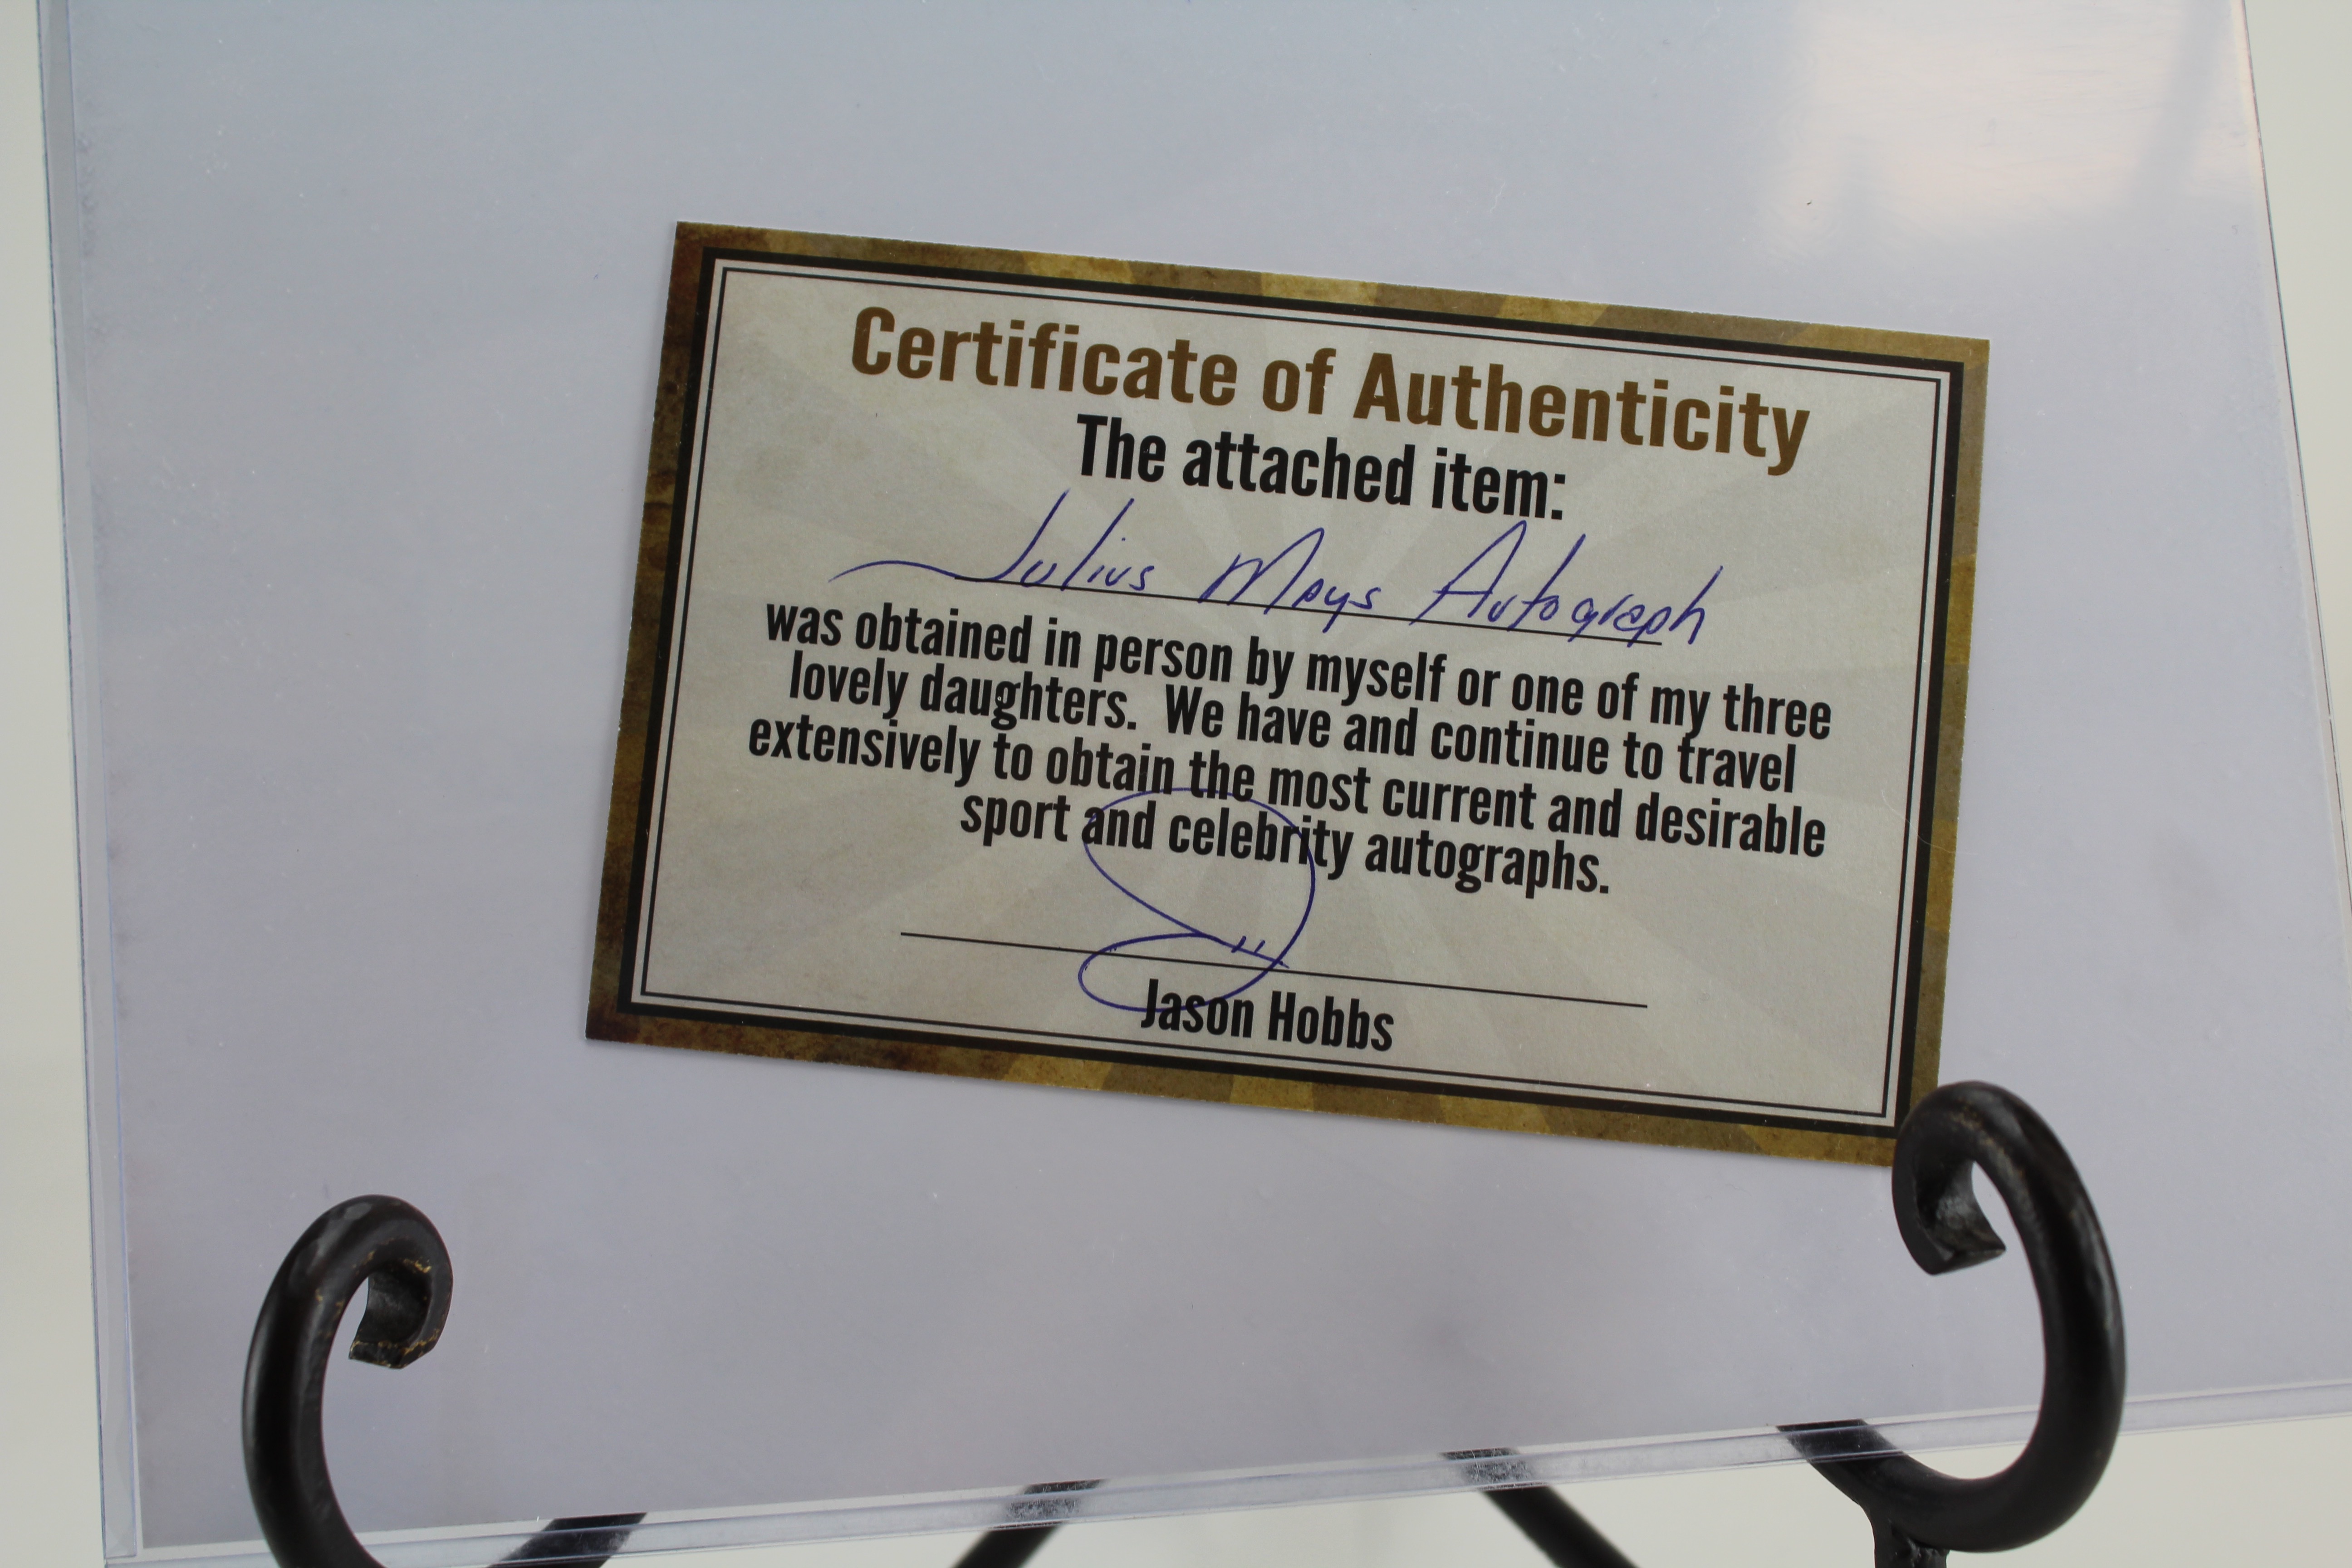 Certificate of Authenticity
The attached item:
Julius Mays Autograph
was obtained in person by myself or one of my three
lovely daughters. We have and continue to travel
extensively to obtain the most current and desirable
sport and celebrity autographs.
Jason Hobbs